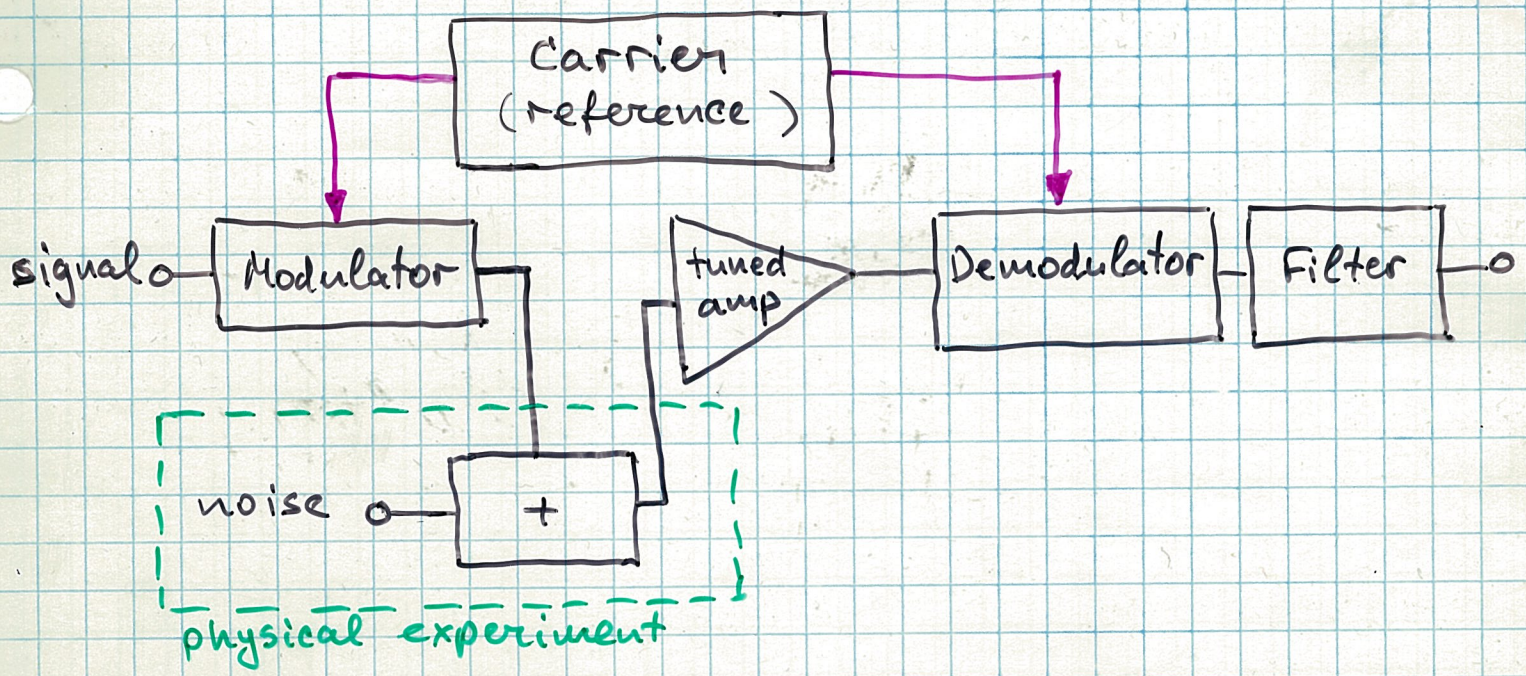 Carrier
(reference)
signal
Modulator
tuned
amp
Demodulator
Filter
noise
+
physical experiment